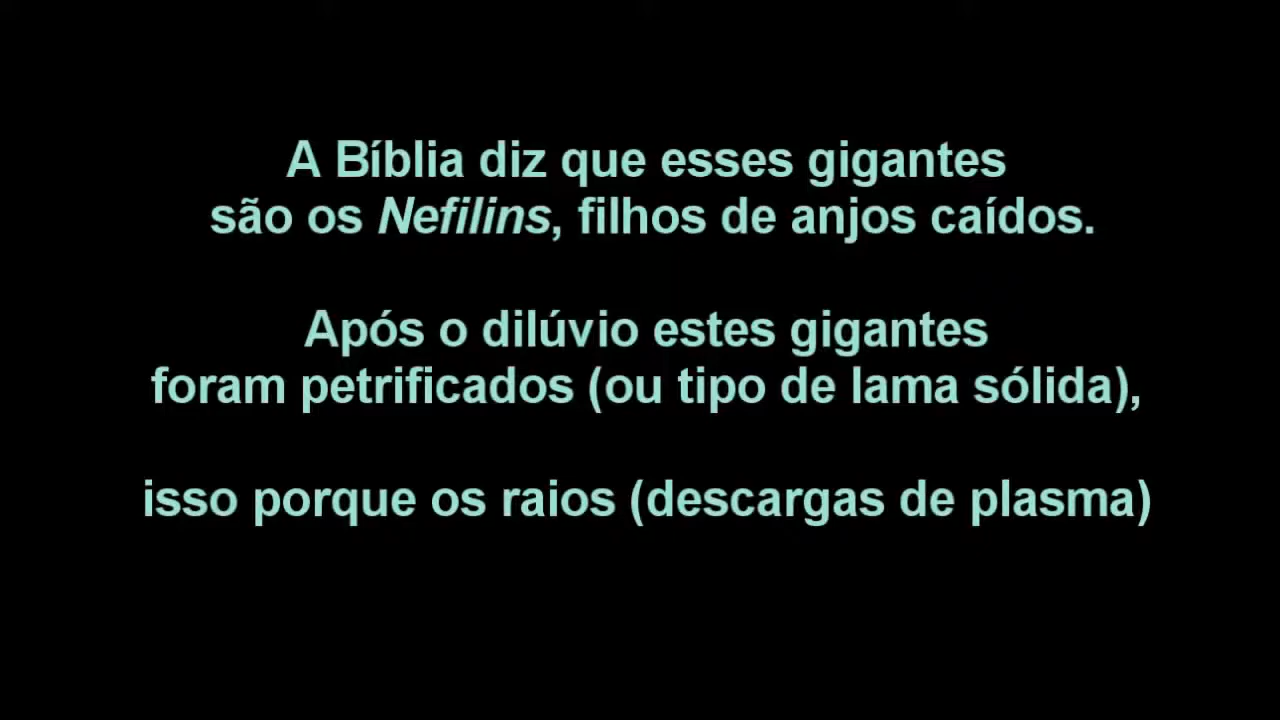 A Bíblia diz que esses gigantes
são os Nefilins, filhos de anjos caídos.
Após o dilúvio estes gigantes
foram petrificados (ou tipo de lama sólida),
isso porque os raios (descargas de plasma)